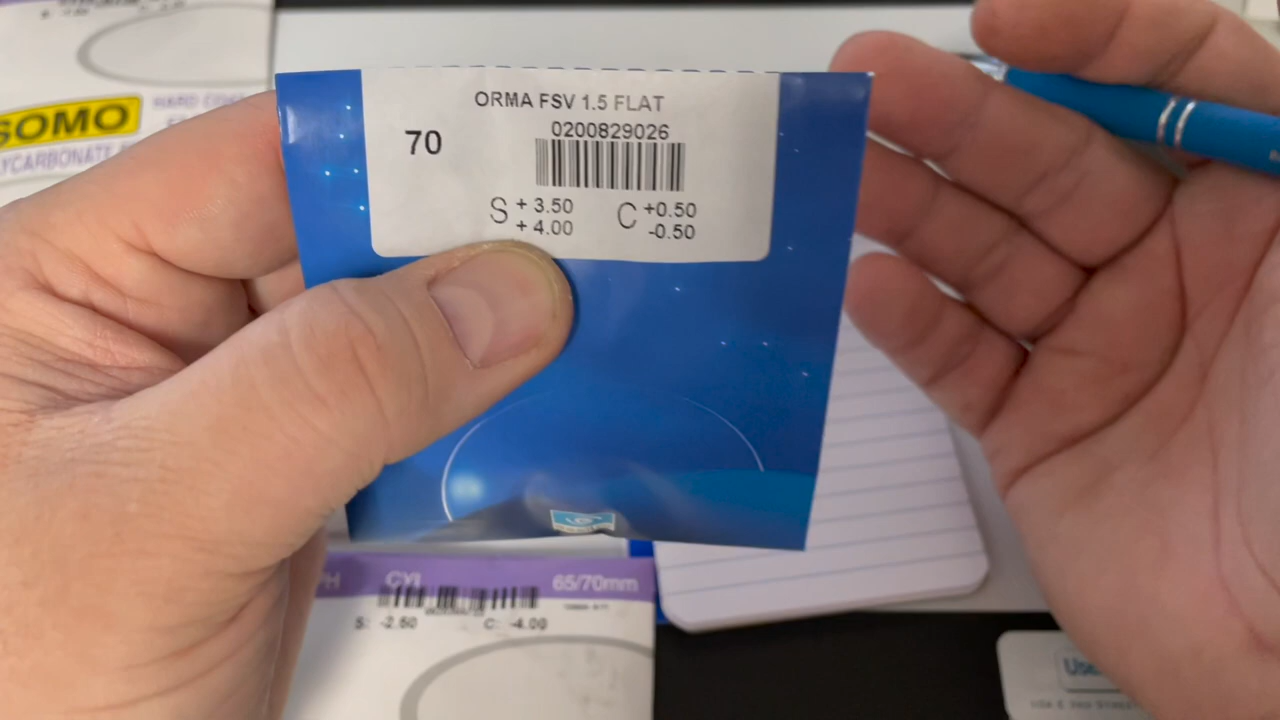 ORMA FSV 1.5 FLAT
70
0200829026
S +3.50 C +0.50
+4.00 -0.50
SOMO
HARD
CYL 65/70mm
S: -2.50 C: -4.00